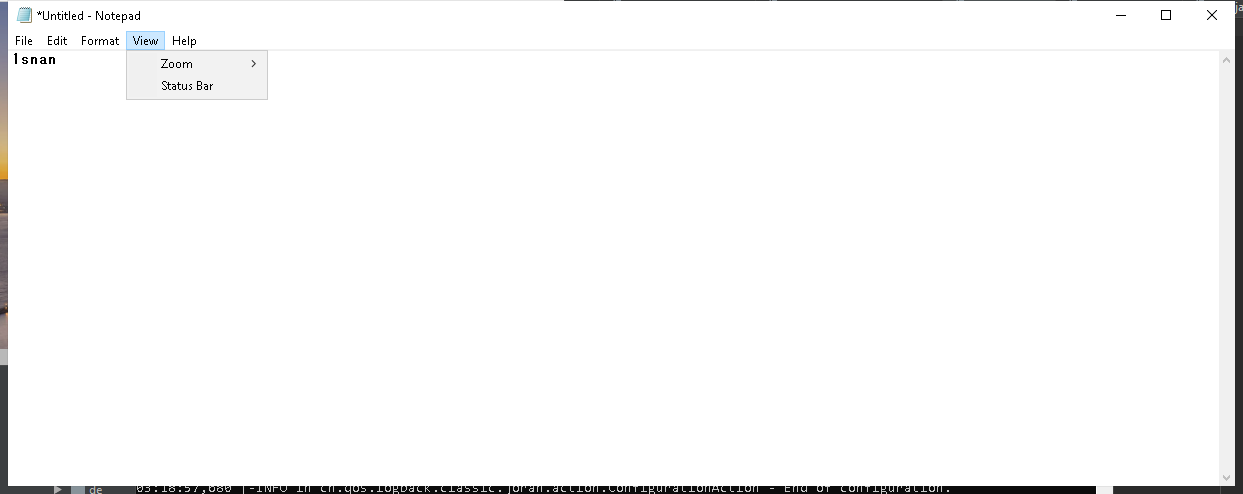 *Untitled - Notepad
File Edit Format View Help
lsnan
Zoom
Status Bar
de
03:18:57,680 |-INFO in ch.qos.logback.classic.joran.action.ConfigurationAction - End of configuration.